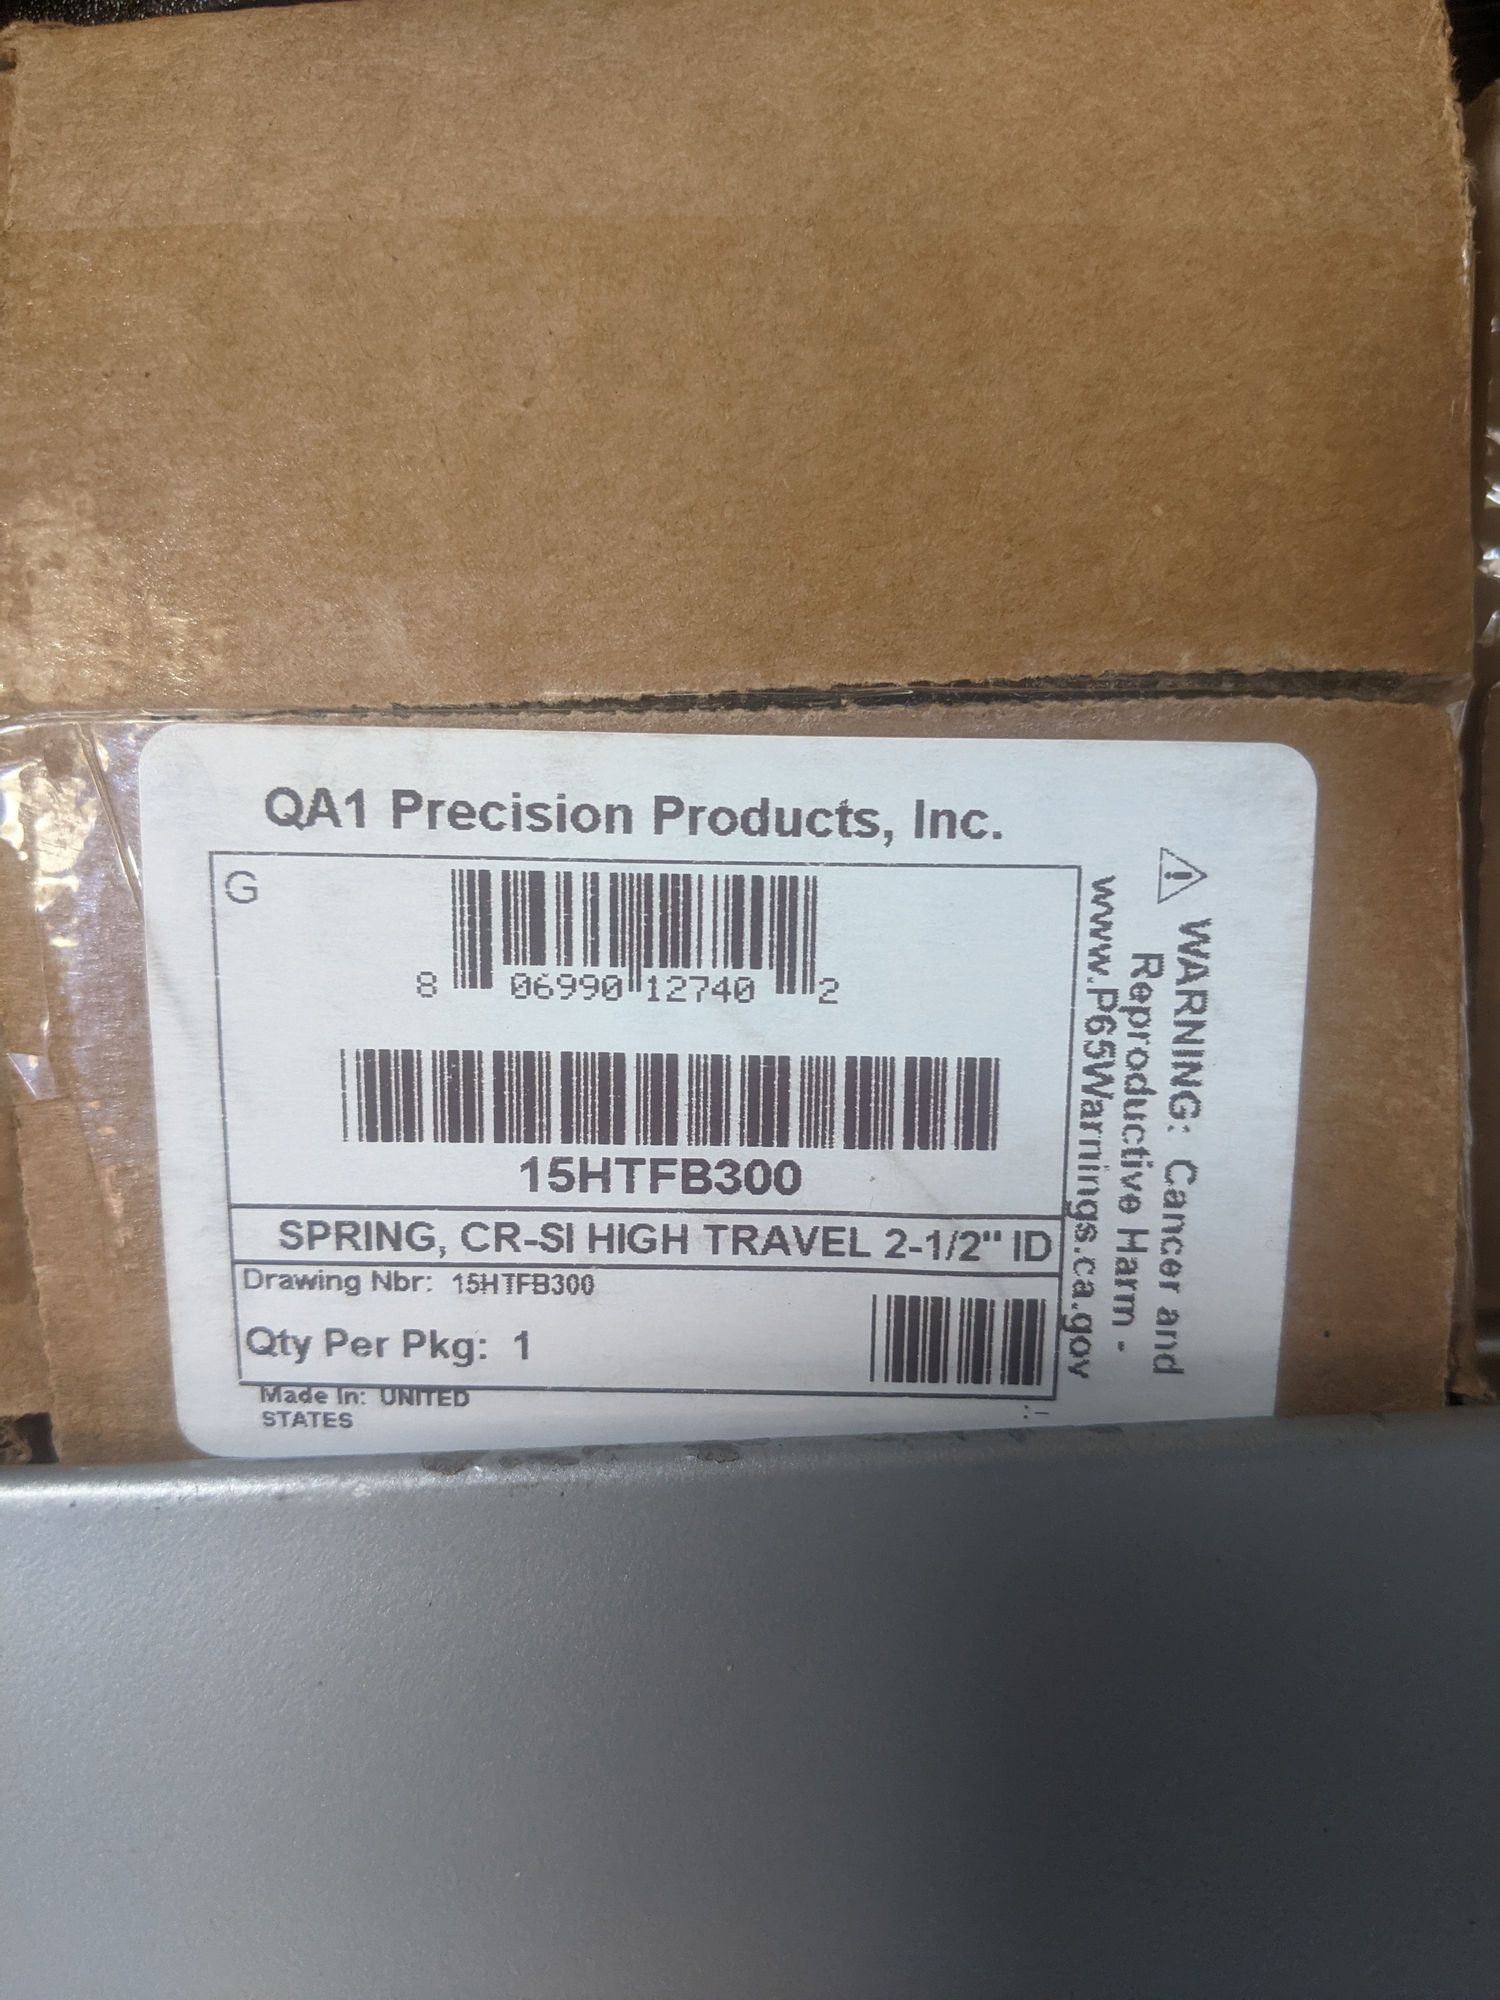 QA1 Precision Products, Inc.
G
8 06990 12740 2
15HTFB300
SPRING, CR-SI HIGH TRAVEL 2-1/2" ID
Drawing Nbr: 15HTFB300
Qty Per Pkg: 1
Made In: UNITED
STATES
⚠ WARNING: Cancer and
Reproductive Harm -
www.P65Warnings.ca.gov